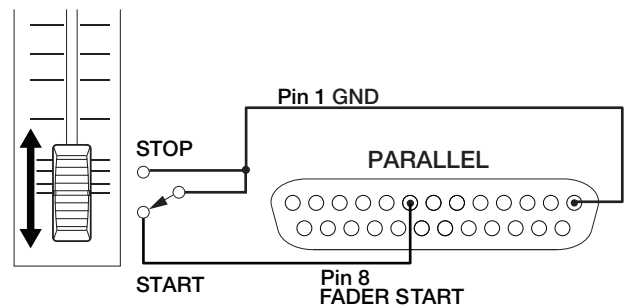 Pin 1 GND
STOP
PARALLEL
START
Pin 8
FADER START